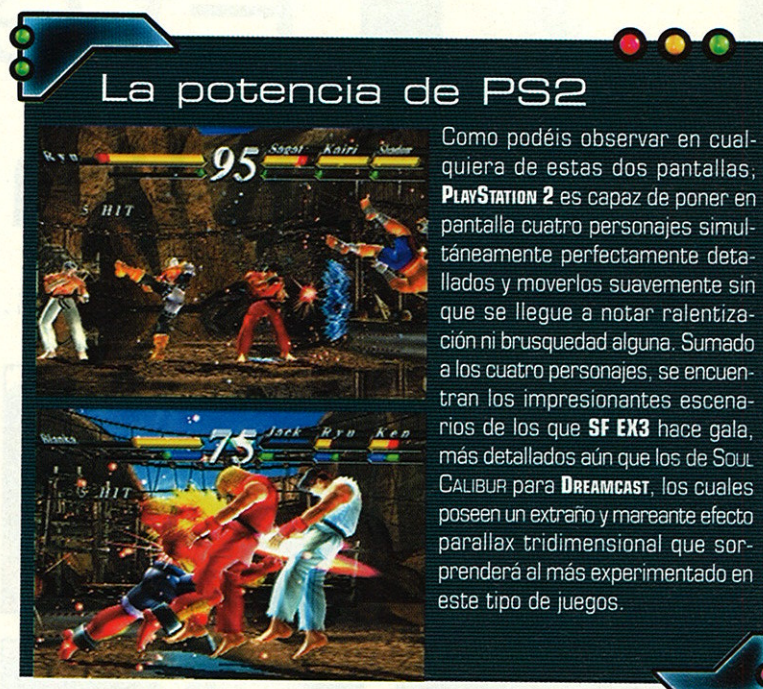 La potencia de PS2
Ryu 95 Sagat Kairi Shadow
5 HIT
Blanka 75 Jack Ryu Ken
5 HIT
Como podéis observar en cual-
quiera de estas dos pantallas,
PLAYSTATION 2 es capaz de poner en
pantalla cuatro personajes simul-
táneamente perfectamente deta-
llados y moverlos suavemente sin
que se llegue a notar ralentiza-
ción ni brusquedad alguna. Sumado
a los cuatro personajes, se encuen-
tran los impresionantes escena-
rios de los que SF EX3 hace gala,
más detallados aún que los de SOUL
CALIBUR para DREAMCAST, los cuales
poseen un extraño y mareante efecto
parallax tridimensional que sor-
prenderá al más experimentado en
este tipo de juegos.